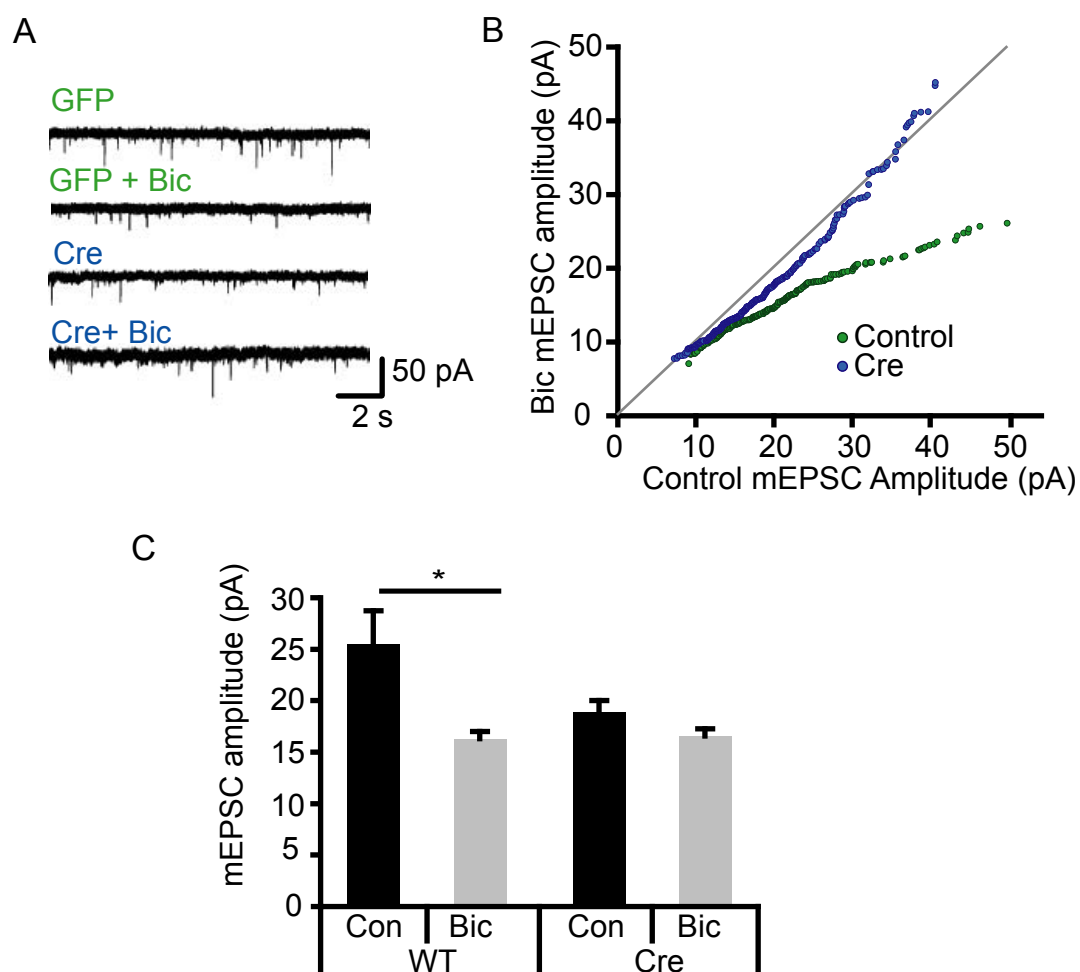 A
GFP
GFP + Bic
Cre
Cre+ Bic
50 pA
2 s
B
Bic mEPSC amplitude (pA)
50
40
30
20
10
0
Control
Cre
0 10 20 30 40 50
Control mEPSC Amplitude (pA)
C
mEPSC amplitude (pA)
*
30
25
20
15
10
5
0
Con Bic Con Bic
WT Cre